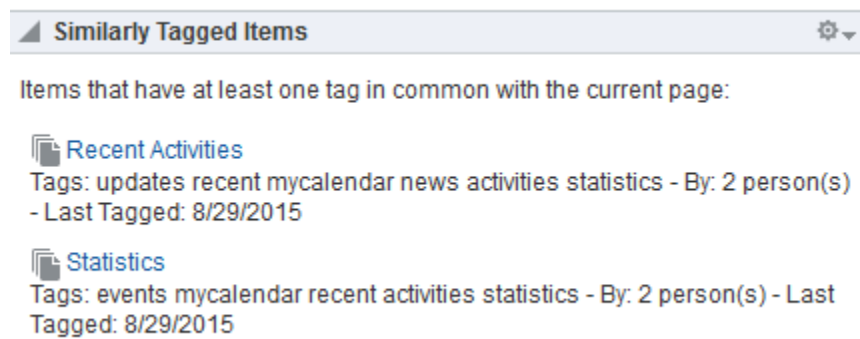 Similarly Tagged Items
Items that have at least one tag in common with the current page:
Recent Activities
Tags: updates recent mycalendar news activities statistics - By: 2 person(s)
- Last Tagged: 8/29/2015
Statistics
Tags: events mycalendar recent activities statistics - By: 2 person(s) - Last
Tagged: 8/29/2015